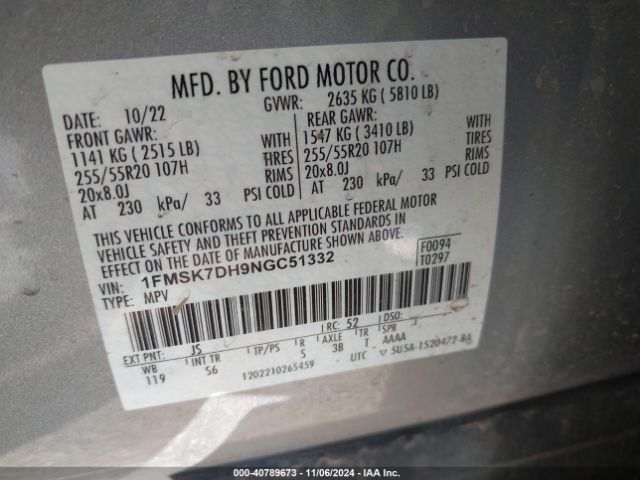 MFD. BY FORD MOTOR CO.
DATE: 10/22 GVWR: 2635 KG ( 5810 LB)
FRONT GAWR: REAR GAWR:
1141 KG ( 2515 LB) WITH 1547 KG ( 3410 LB) WITH
255/55R20 107H TIRES 255/55R20 107H TIRES
20x8.0J RIMS 20x8.0J RIMS
AT 230 kPa/ 33 PSI COLD AT 230 kPa/ 33 PSI COLD
THIS VEHICLE CONFORMS TO ALL APPLICABLE FEDERAL MOTOR
VEHICLE SAFETY AND THEFT PREVENTION STANDARDS IN
EFFECT ON THE DATE OF MANUFACTURE SHOWN ABOVE.
VIN: 1FMSK7DH9NGC51332 F0094
TYPE: MPV T0297
EXT PNT: JS RC: 52 DSO:
WB INT TR TP/PS R AXLE T SPR
119 S6 S 3B AAAA
1202210265459 UTC ▽ 5U5A-1520472-BA
000-40789673 - 11/06/2024 - IAA Inc.